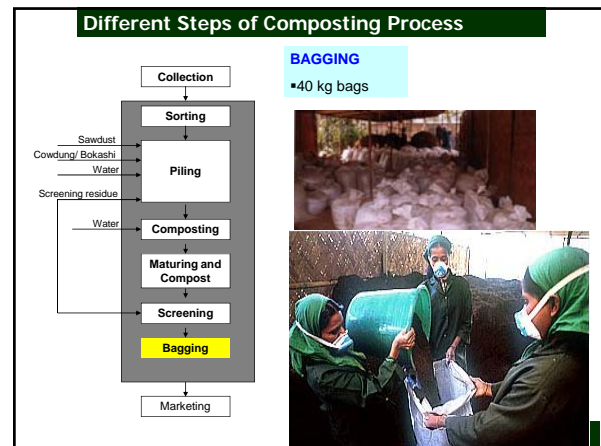 Different Steps of Composting Process
BAGGING
▪40 kg bags
Collection
Sorting
Sawdust
Cowdung/ Bokashi
Water
Piling
Screening residue
Water
Composting
Maturing and
Compost
Screening
Bagging
Marketing